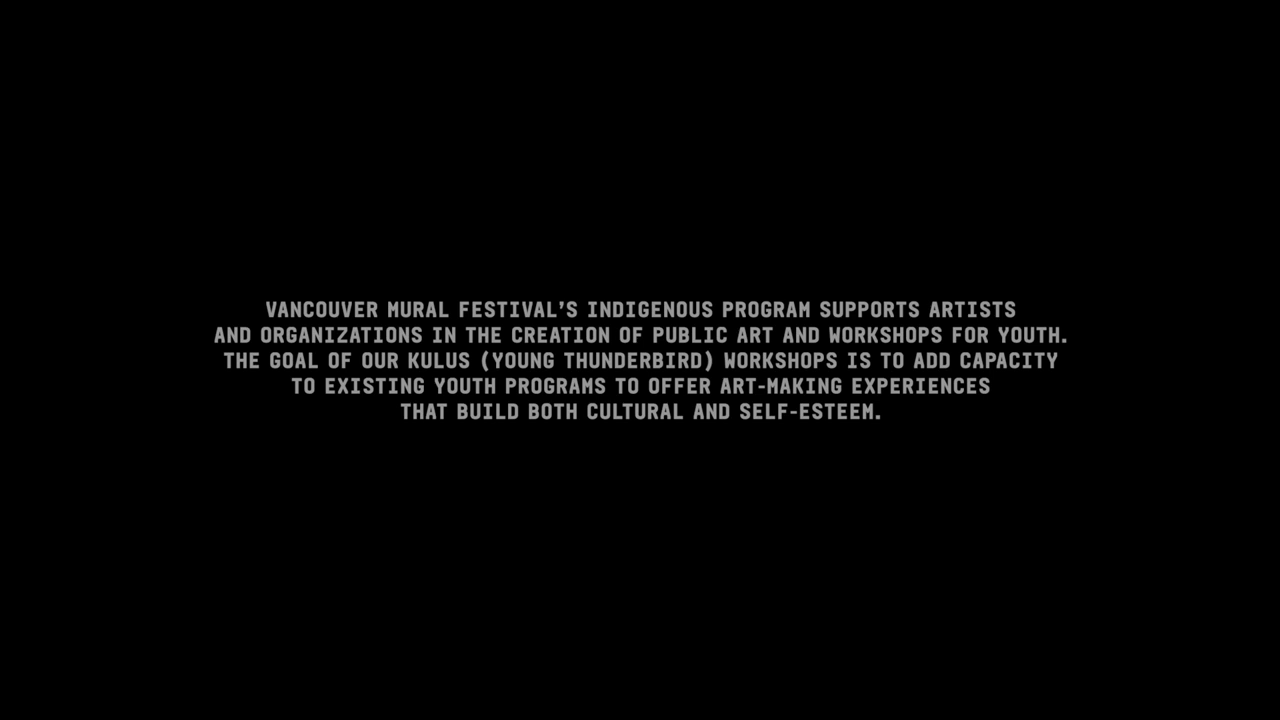 VANCOUVER MURAL FESTIVAL’S INDIGENOUS PROGRAM SUPPORTS ARTISTS
AND ORGANIZATIONS IN THE CREATION OF PUBLIC ART AND WORKSHOPS FOR YOUTH.
THE GOAL OF OUR KULUS (YOUNG THUNDERBIRD) WORKSHOPS IS TO ADD CAPACITY
TO EXISTING YOUTH PROGRAMS TO OFFER ART-MAKING EXPERIENCES
THAT BUILD BOTH CULTURAL AND SELF-ESTEEM.